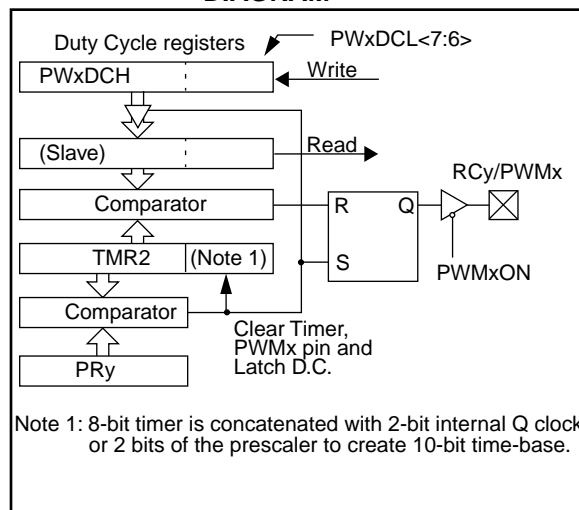 DIAGRAM
Duty Cycle registers
PWxDCL<7:6>
PWxDCH
Write
(Slave)
Read
RCy/PWMx
Comparator
R
Q
TMR2
(Note 1)
S
PWMxON
Comparator
Clear Timer,
PWMx pin and
Latch D.C.
PRy
Note 1: 8-bit timer is concatenated with 2-bit internal Q clock
or 2 bits of the prescaler to create 10-bit time-base.